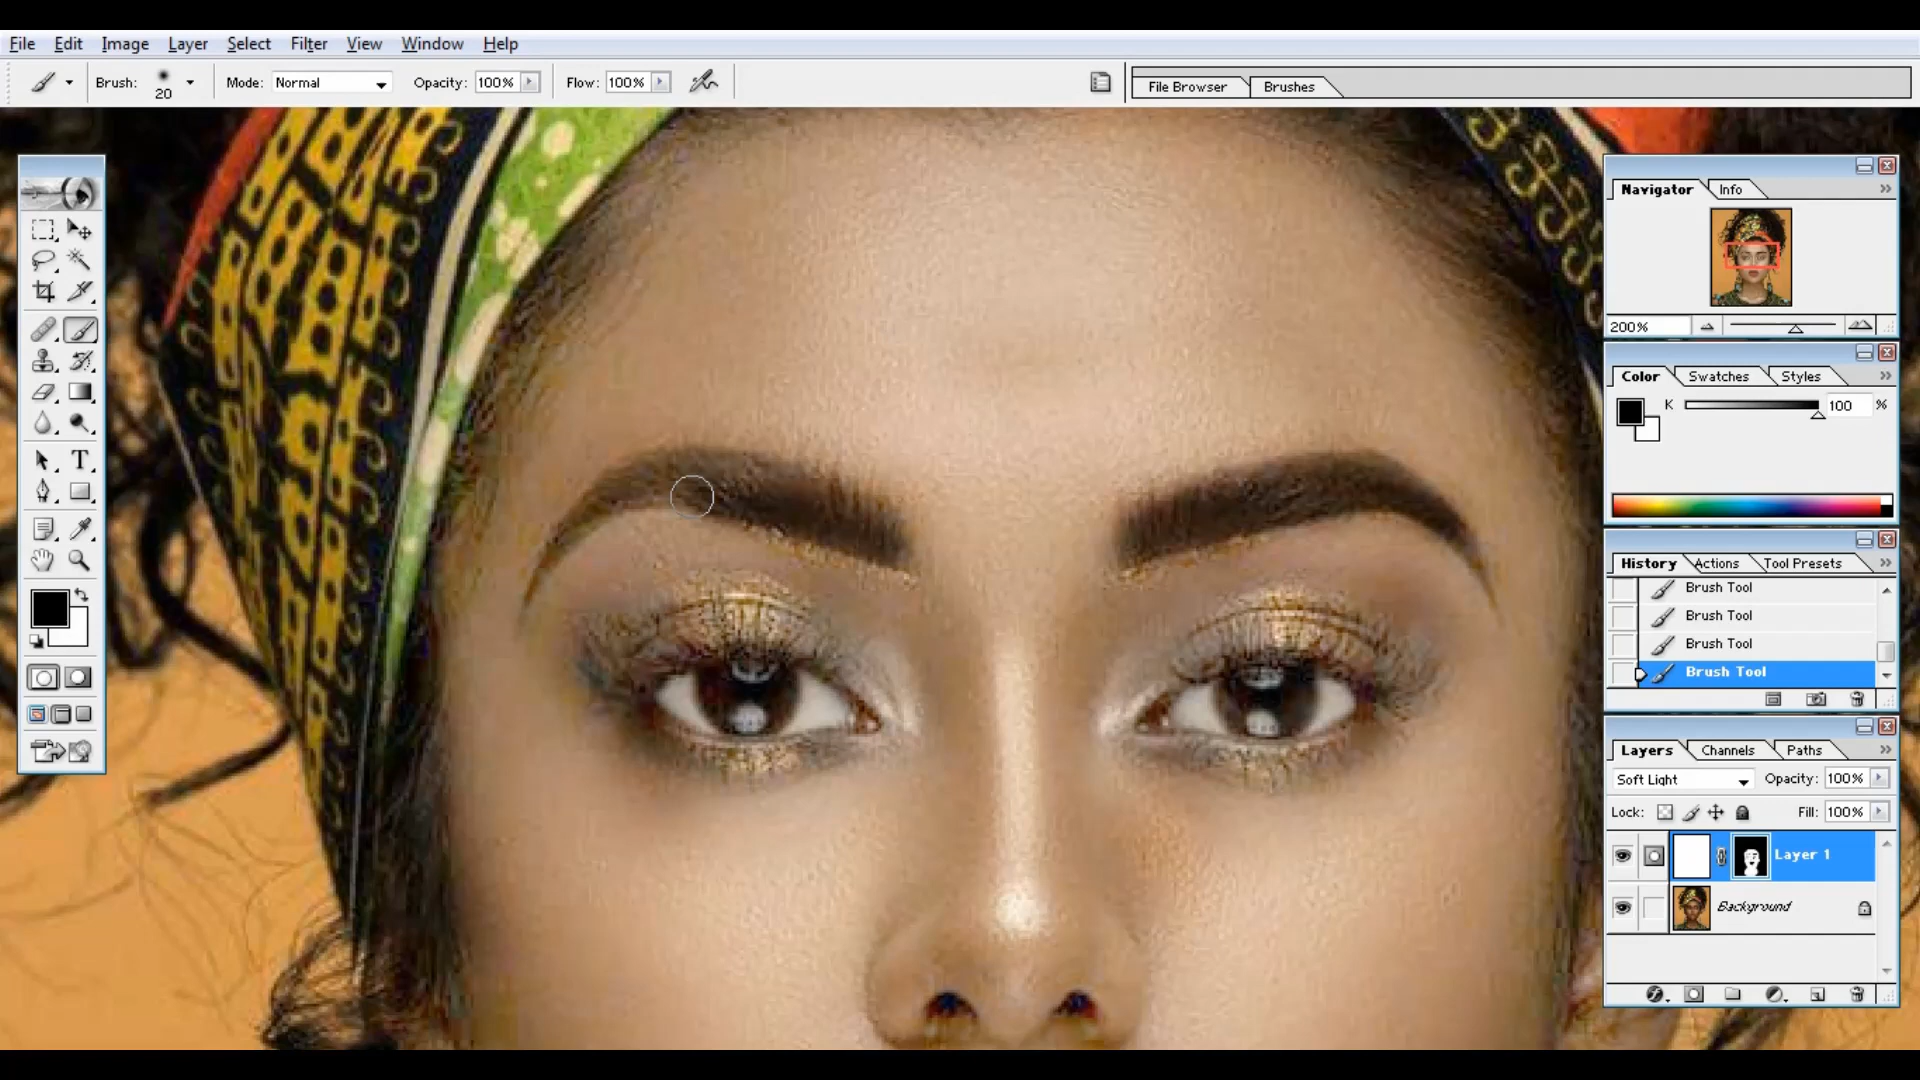 File Edit Image Layer Select Filter View Window Help
Brush: 20 Mode: Normal Opacity: 100% Flow: 100% File Browser Brushes
Navigator Info
200%
Color Swatches Styles
K 100 %
History Actions Tool Presets
Brush Tool
Brush Tool
Brush Tool
Brush Tool
Layers Channels Paths
Soft Light Opacity: 100%
Lock: Fill: 100%
Layer 1
Background